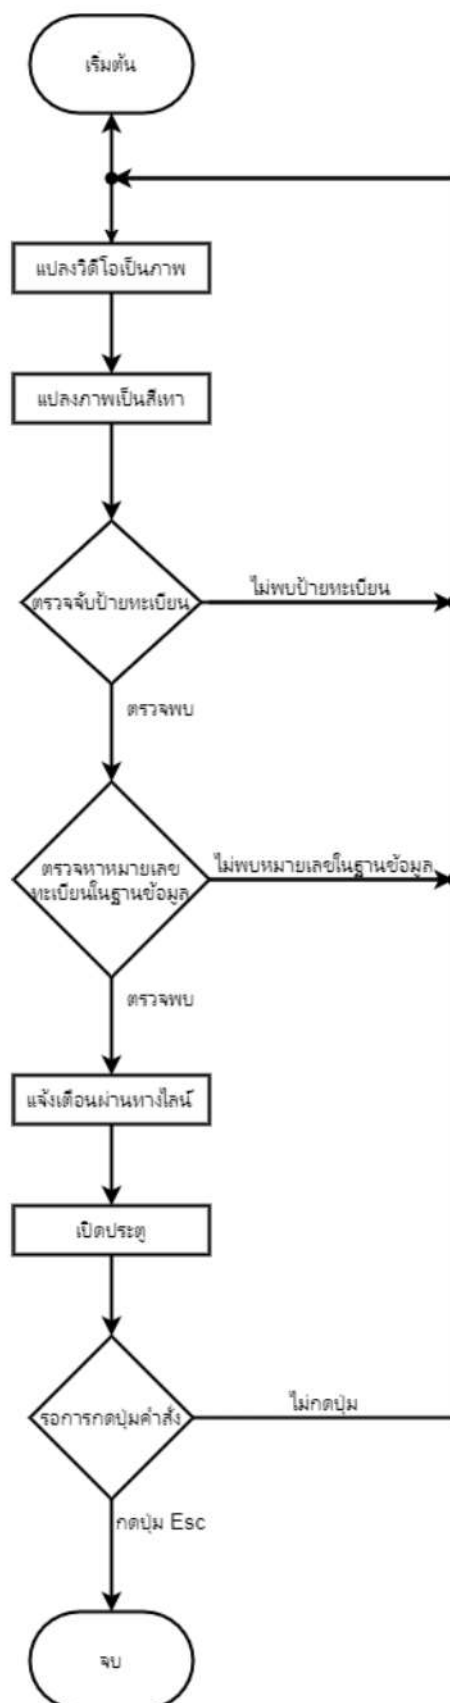 เริ่มต้น
แปลงวิดีโอเป็นภาพ
แปลงภาพเป็นสีเทา
ตรวจจับป้ายทะเบียน
ไม่พบป้ายทะเบียน
ตรวจพบ
ตรวจหาหมายเลข
ทะเบียนในฐานข้อมูล
ไม่พบหมายเลขในฐานข้อมูล
ตรวจพบ
แจ้งเตือนผ่านทางไลน์
เปิดประตู
รอการกดปุ่มคำสั่ง
ไม่กดปุ่ม
กดปุ่ม Esc
จบ